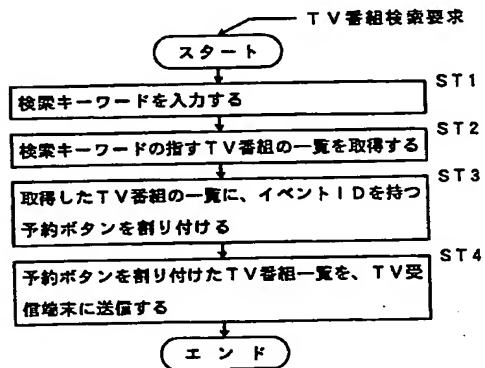 TV番組検索要求
スタート
ST1
検索キーワードを入力する
ST2
検索キーワードの指すTV番組の一覧を取得する
ST3
取得したTV番組の一覧に、イベントIDを持つ
予約ボタンを割り付ける
ST4
予約ボタンを割り付けたTV番組一覧を、TV受
信端末に送信する
エンド